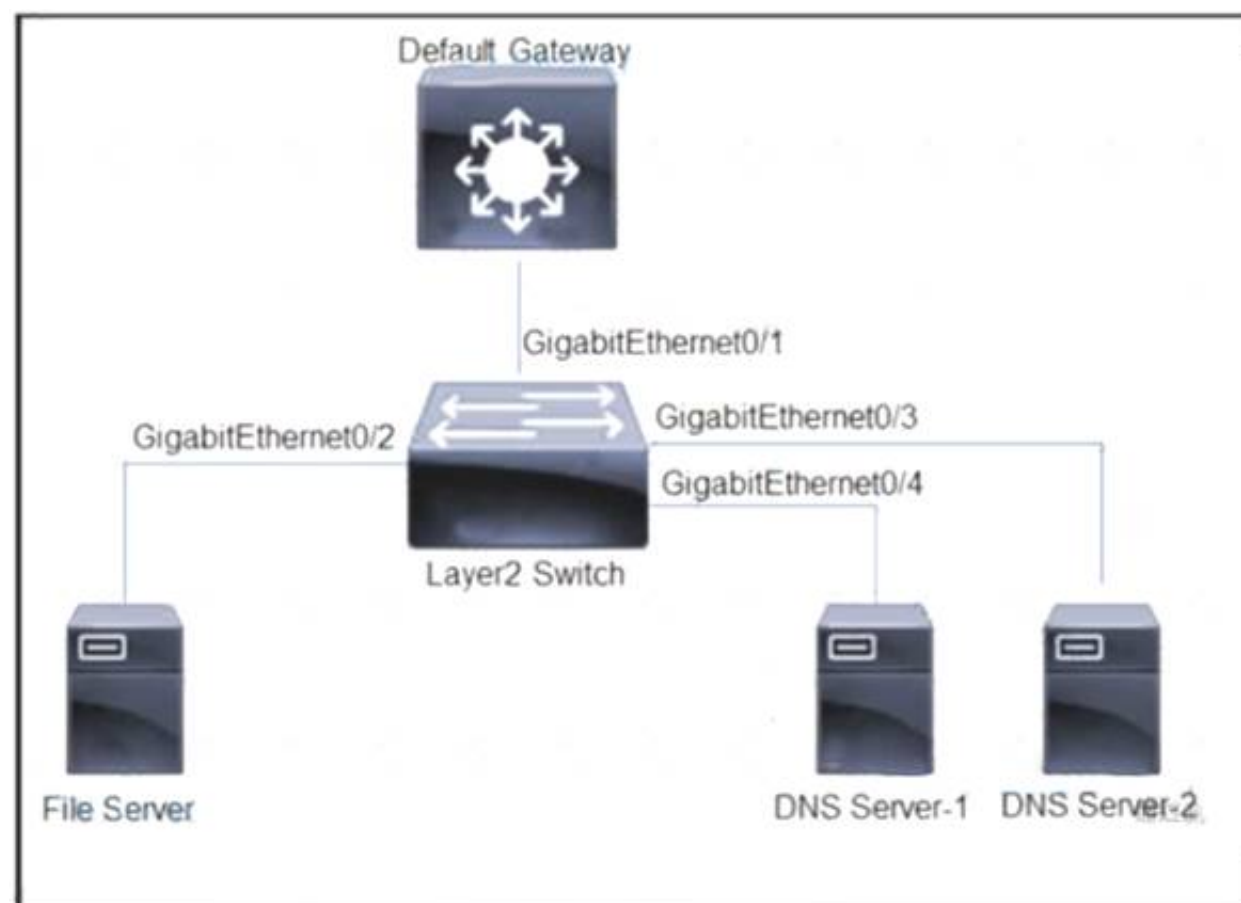 Default Gateway
GigabitEthernet0/1
GigabitEthernet0/2
GigabitEthernet0/3
GigabitEthernet0/4
Layer2 Switch
File Server
DNS Server-1
DNS Server-2